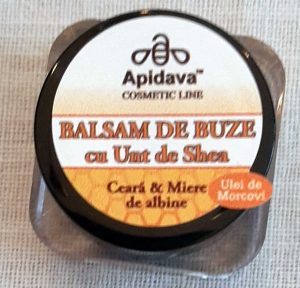 Apidava™
COSMETIC LINE
BALSAM DE BUZE
cu Unt de Shea
Ceară & Miere
de albine
Ulei de
Morcovi